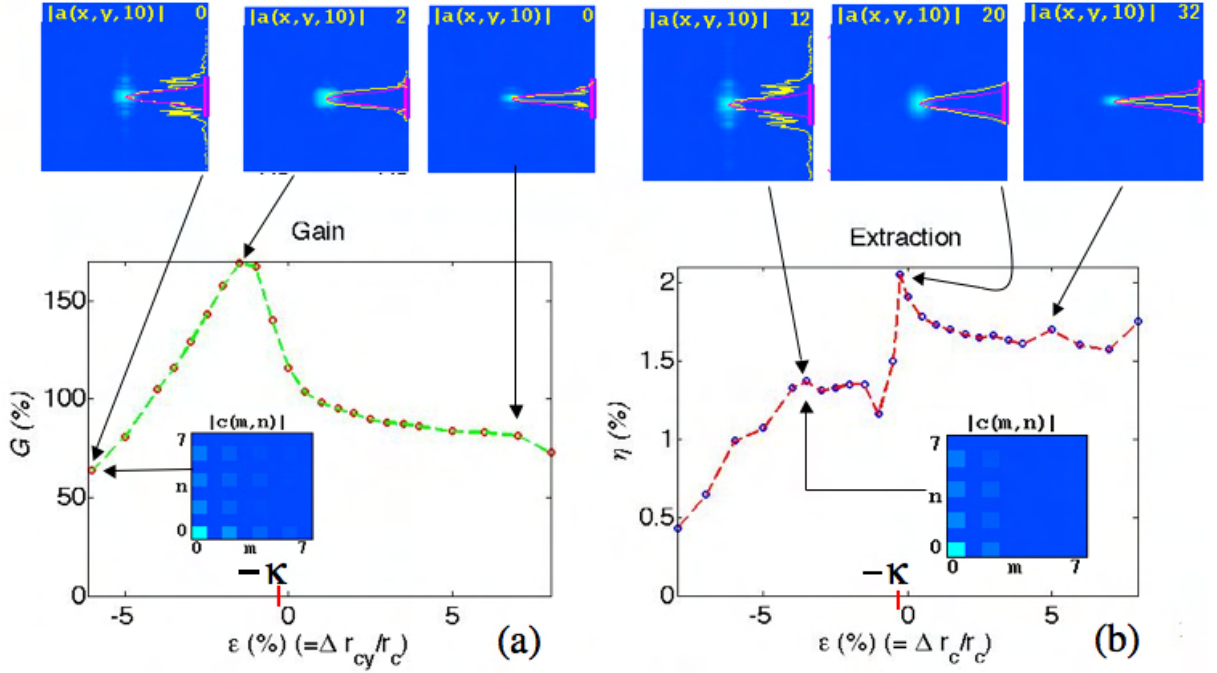 |a(x,y,10)| 0
|a(x,y,10)| 2
|a(x,y,10)| 0
|a(x,y,10)| 12
|a(x,y,10)| 20
|a(x,y,10)| 32
Gain
150
100
50
0
G (%)
|c(m,n)|
7
n
0
0 m 7
−κ
-5 0 5
ε (%) (=Δ r_cy/r_c)
(a)
Extraction
2
1.5
1
0.5
0
η (%)
|c(m,n)|
7
n
0
0 m 7
−κ
-5 0 5
ε (%) (=Δ r_c/r_c)
(b)